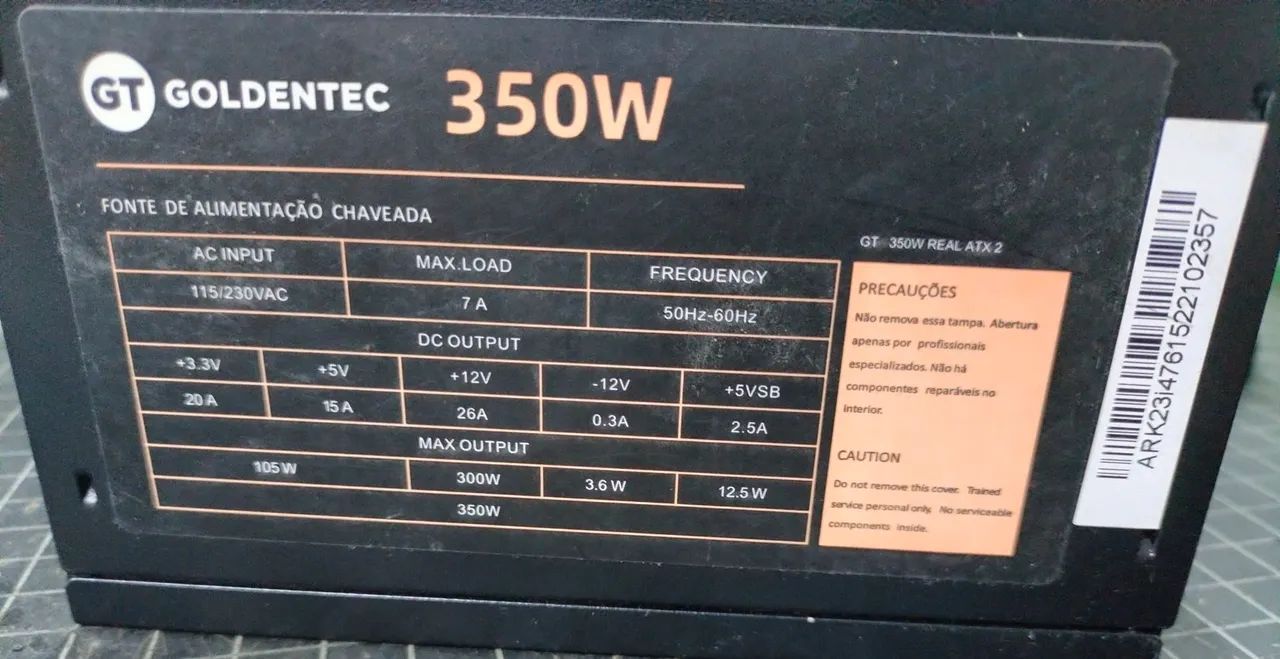 GT GOLDENTEC 350W
FONTE DE ALIMENTAÇÃO CHAVEADA
AC INPUT MAX.LOAD FREQUENCY
115/230VAC 7 A 50Hz-60Hz
DC OUTPUT
+3.3V +5V +12V -12V +5VSB
20 A 15 A 26A 0.3A 2.5A
MAX OUTPUT
105 W 300W 3.6 W 12.5 W
350W
GT 350W REAL ATX 2
PRECAUÇÕES
Não remova essa tampa. Abertura
apenas por profissionais
especializados. Não há
componentes reparáveis no
interior.
CAUTION
Do not remove this cover. Trained
service personal only. No serviceable
components inside.
ARK23I4761522102357